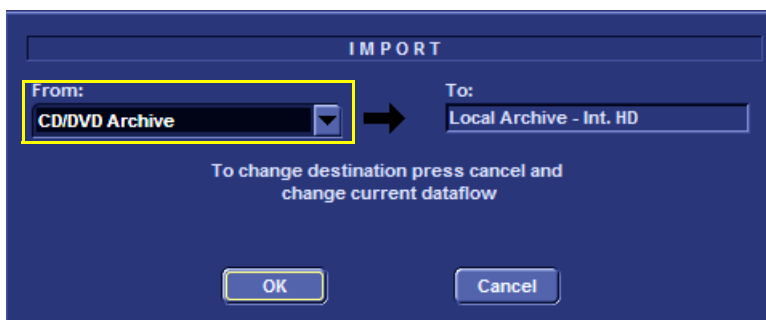 IMPORT
From:
To:
CD/DVD Archive
Local Archive - Int. HD
To change destination press cancel and
change current dataflow
OK
Cancel